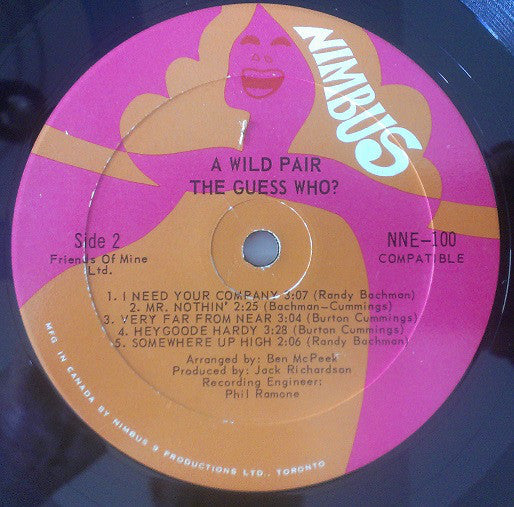 NIMBUS
A WILD PAIR
THE GUESS WHO?
Side 2
Friends Of Mine
Ltd.
NNE-100
COMPATIBLE
1. I NEED YOUR COMPANY 3:07 (Randy Bachman)
2. MR. NOTHIN' 2:25 (Bachman-Cummings)
3. VERY FAR FROM NEAR 3:04 (Burton Cummings)
4. HEYGOODE HARDY 3:28 (Burton Cummings)
5. SOMEWHERE UP HIGH 2:06 (Randy Bachman)
Arranged by: Ben McPeek
Produced by: Jack Richardson
Recording Engineer:
Phil Ramone
MFG. IN CANADA BY NIMBUS 9 PRODUCTIONS LTD., TORONTO